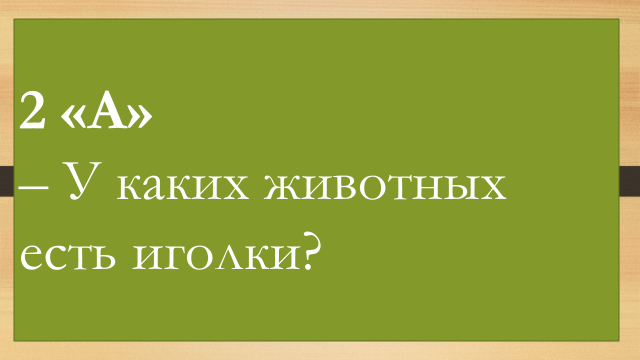 2 «А»
– У каких животных
есть иголки?